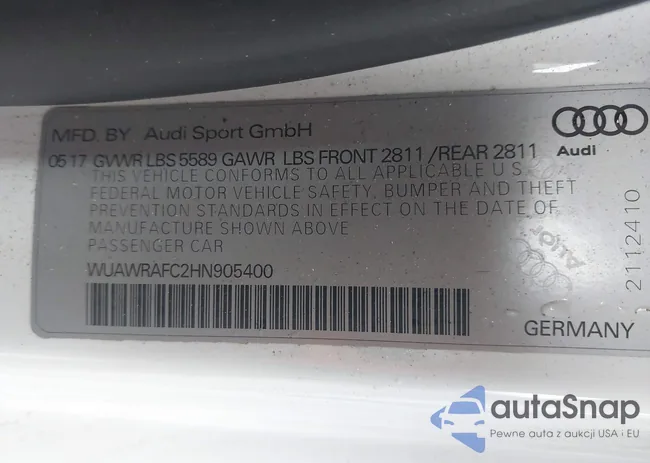 MFD. BY Audi Sport GmbH
05 17 GVWR LBS 5589 GAWR LBS FRONT 2811 / REAR 2811
THIS VEHICLE CONFORMS TO ALL APPLICABLE U.S.
FEDERAL MOTOR VEHICLE SAFETY, BUMPER AND THEFT
PREVENTION STANDARDS IN EFFECT ON THE DATE OF
MANUFACTURE SHOWN ABOVE
PASSENGER CAR
WUAWRAFC2HN905400
Audi
Audi
2112410
GERMANY
autaSnap
Pewne auta z aukcji USA i EU